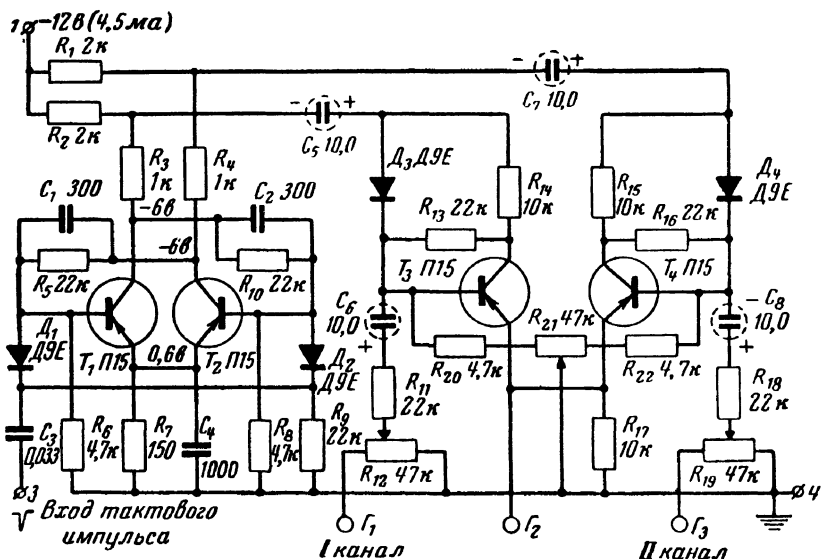 1 -12в (4,5 ма)
R1 2к
R2 2к
C7 10,0
- +
C5 10,0
- +
R3 1к
R4 1к
C1 300
C2 300
-6в
-6в
R5 22к
R10 22к
Д3 Д9Е
R14 10к
R13 22к
R15 10к
R16 22к
Д4 Д9Е
T3 П15
T4 П15
Д1 Д9Е
T1 П15
0,6в
T2 П15
Д2 Д9Е
C6 10,0
+
R21 47к
- C8 10,0
+
R20 4,7к
R22 4,7к
R11 22к
R18 22к
C3 0,033
R6 4,7к
R7 150
C4 1000
R8 4,7к
R9 22к
R12 47к
R17 10к
R19 47к
3
4
Вход тактового
импульса
Г1
Г2
Г3
I канал
II канал